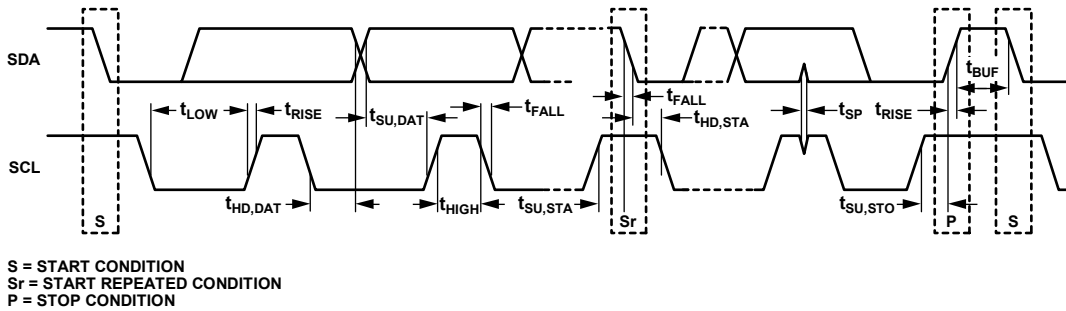 SDA
tLOW
tRISE
tSU,DAT
tFALL
tFALL
tHD,STA
tSP
tRISE
tBUF
SCL
tHD,DAT
tHIGH
tSU,STA
tSU,STO
S
Sr
P
S
S = START CONDITION
Sr = START REPEATED CONDITION
P = STOP CONDITION